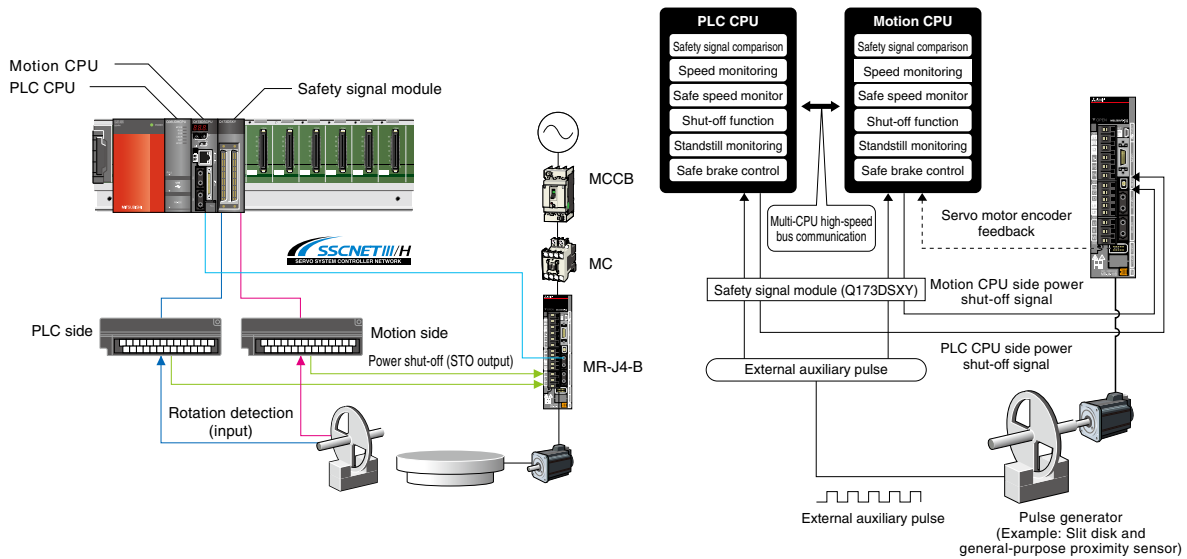 Motion CPU
PLC CPU
Safety signal module
MCCB
MC
SSCNETIII/H
SERVO SYSTEM CONTROLLER NETWORK
PLC side
Motion side
Power shut-off (STO output)
MR-J4-B
Rotation detection
(input)
PLC CPU
Safety signal comparison
Speed monitoring
Safe speed monitor
Shut-off function
Standstill monitoring
Safe brake control
Motion CPU
Safety signal comparison
Speed monitoring
Safe speed monitor
Shut-off function
Standstill monitoring
Safe brake control
Multi-CPU high-speed
bus communication
Servo motor encoder
feedback
Safety signal module (Q173DSXY)
Motion CPU side power
shut-off signal
PLC CPU side power
shut-off signal
External auxiliary pulse
External auxiliary pulse
Pulse generator
(Example: Slit disk and
general-purpose proximity sensor)